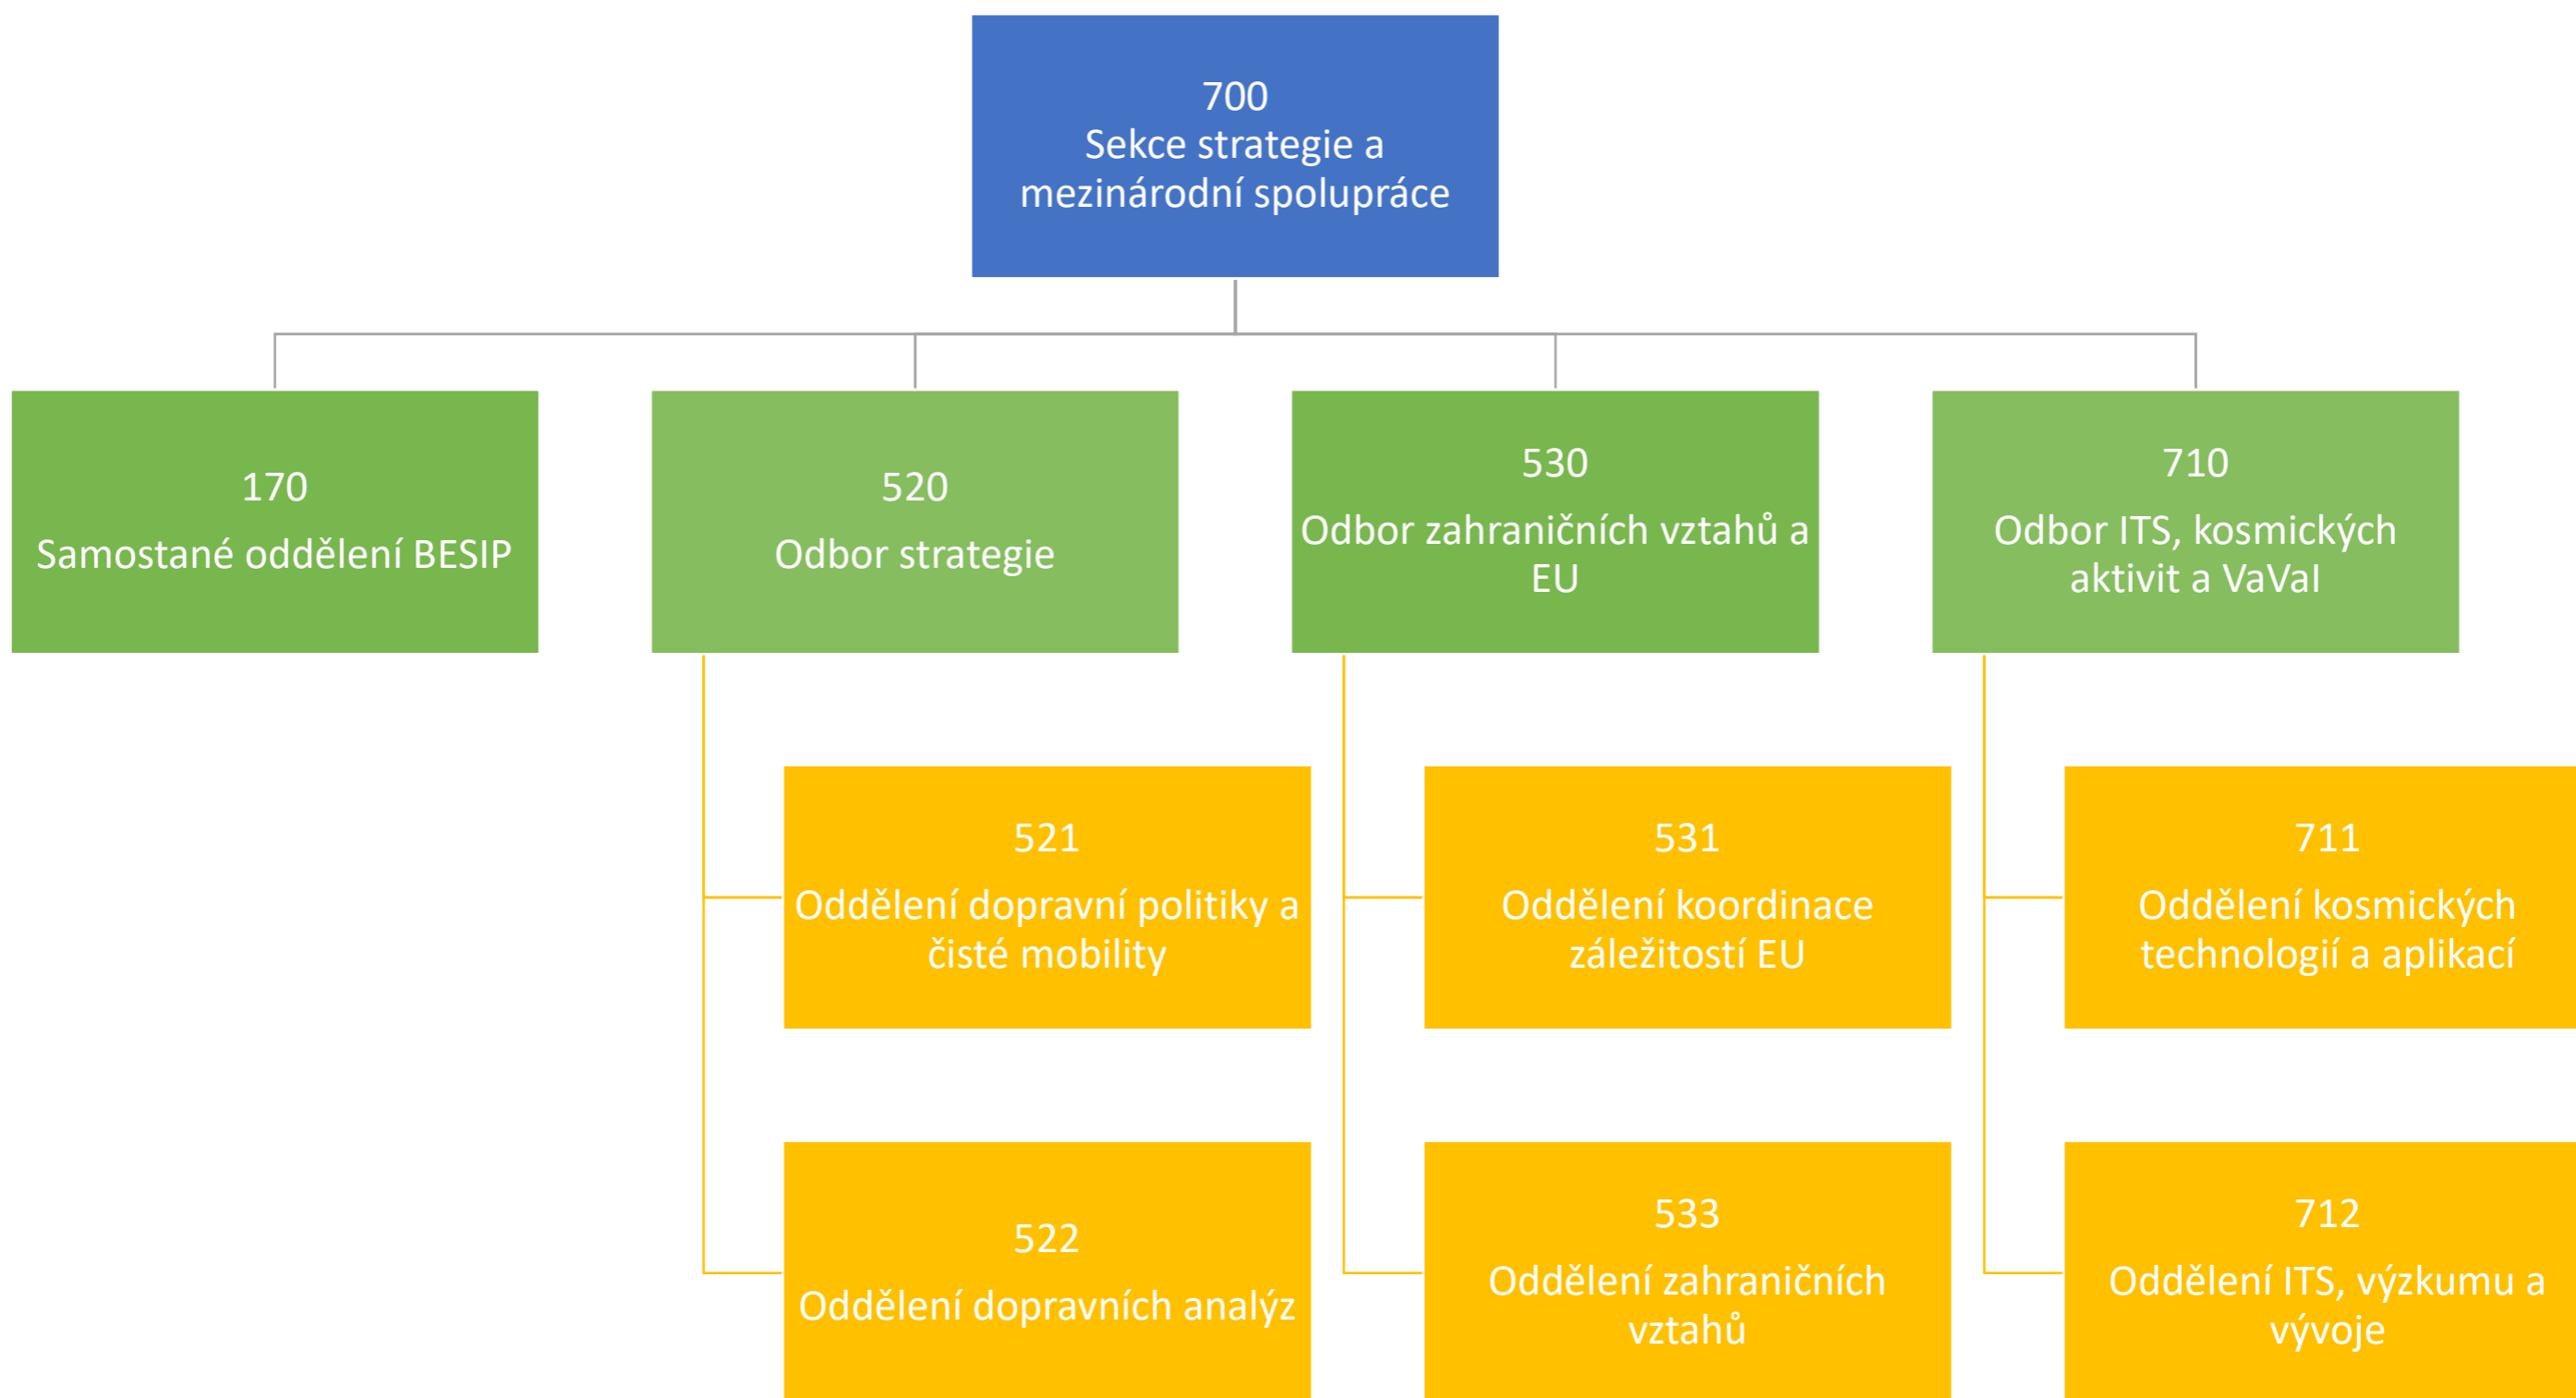 700
Sekce strategie a
mezinárodní spolupráce
170
Samostané oddělení BESIP
520
Odbor strategie
530
Odbor zahraničních vztahů a
EU
710
Odbor ITS, kosmických
aktivit a VaVaI
521
Oddělení dopravní politiky a
čisté mobility
531
Oddělení koordinace
záležitostí EU
711
Oddělení kosmických
technologií a aplikací
522
Oddělení dopravních analýz
533
Oddělení zahraničních
vztahů
712
Oddělení ITS, výzkumu a
vývoje